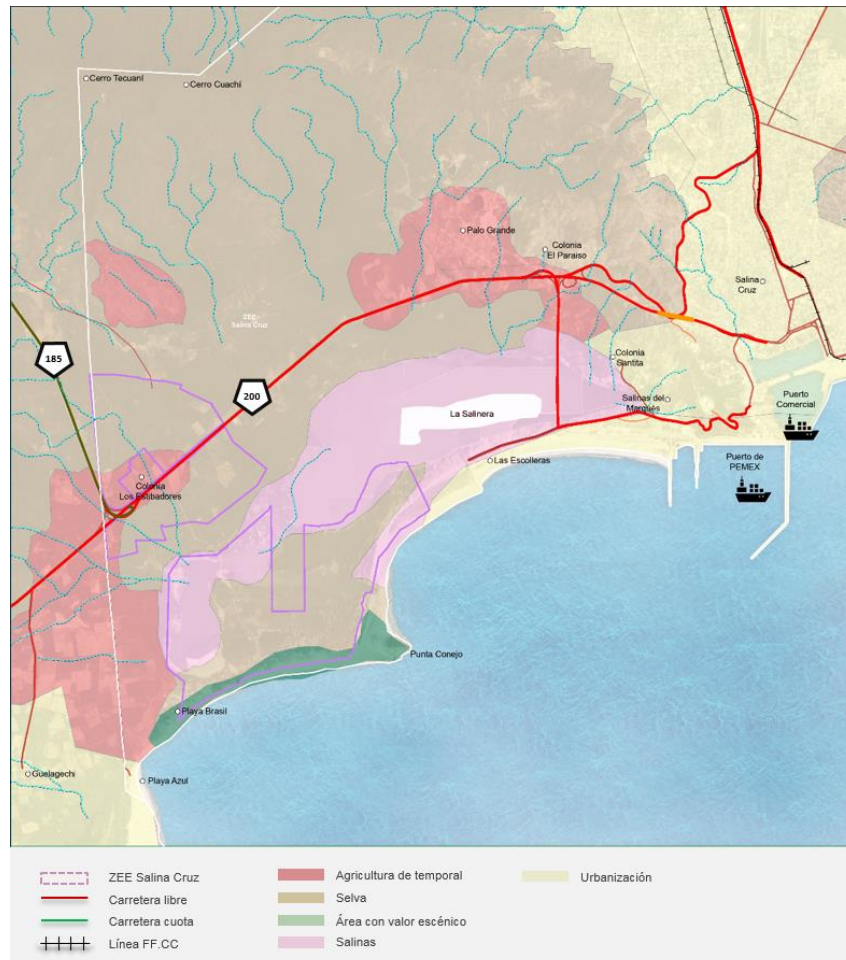 Cerro Tecuaní
Cerro Cuachí
Palo Grande
Colonia
El Paraiso
Salina
Cruz
ZEE
Salina Cruz
185
200
Colonia
Santita
Salinas del
Marqués
Puerto
Comercial
La Salinera
Las Escolleras
Puerto de
PEMEX
Colonia
Los Estibadores
Punta Conejo
Playa Brasil
Guelagechi
Playa Azul
ZEE Salina Cruz
Carretera libre
Carretera cuota
Línea FF.CC
Agricultura de temporal
Selva
Área con valor escénico
Salinas
Urbanización